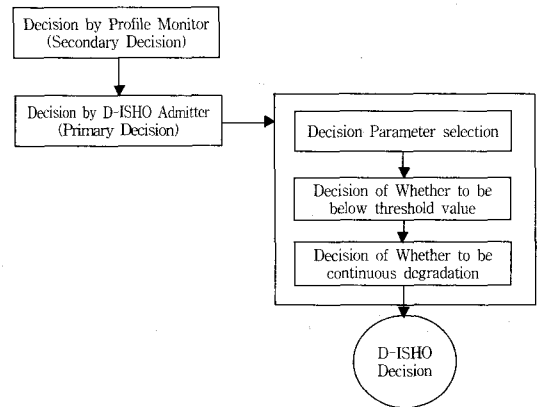 Decision by Profile Monitor
(Secondary Decision)
Decision by D-ISHO Admitter
(Primary Decision)
Decision Parameter selection
Decision of Whether to be
below threshold value
Decision of Whether to be
continuous degradation
D-ISHO
Decision